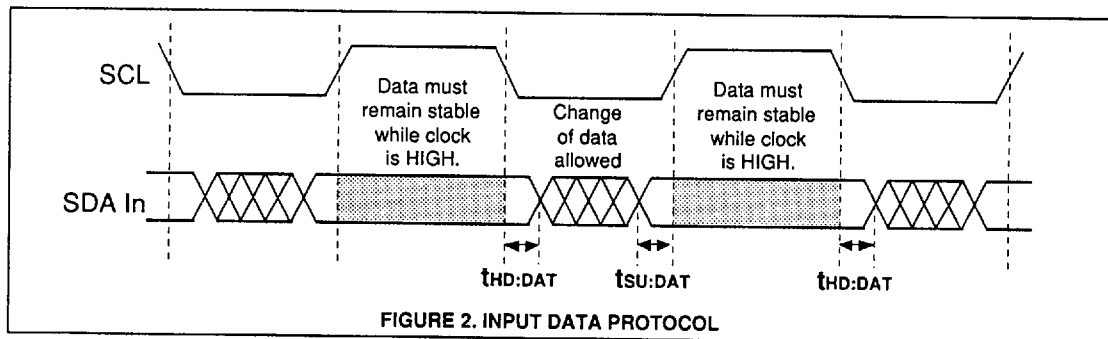 SCL
Data must
remain stable
while clock
is HIGH.
Change
of data
allowed
Data must
remain stable
while clock
is HIGH.
SDA In
tHD:DAT
tSU:DAT
tHD:DAT
FIGURE 2. INPUT DATA PROTOCOL